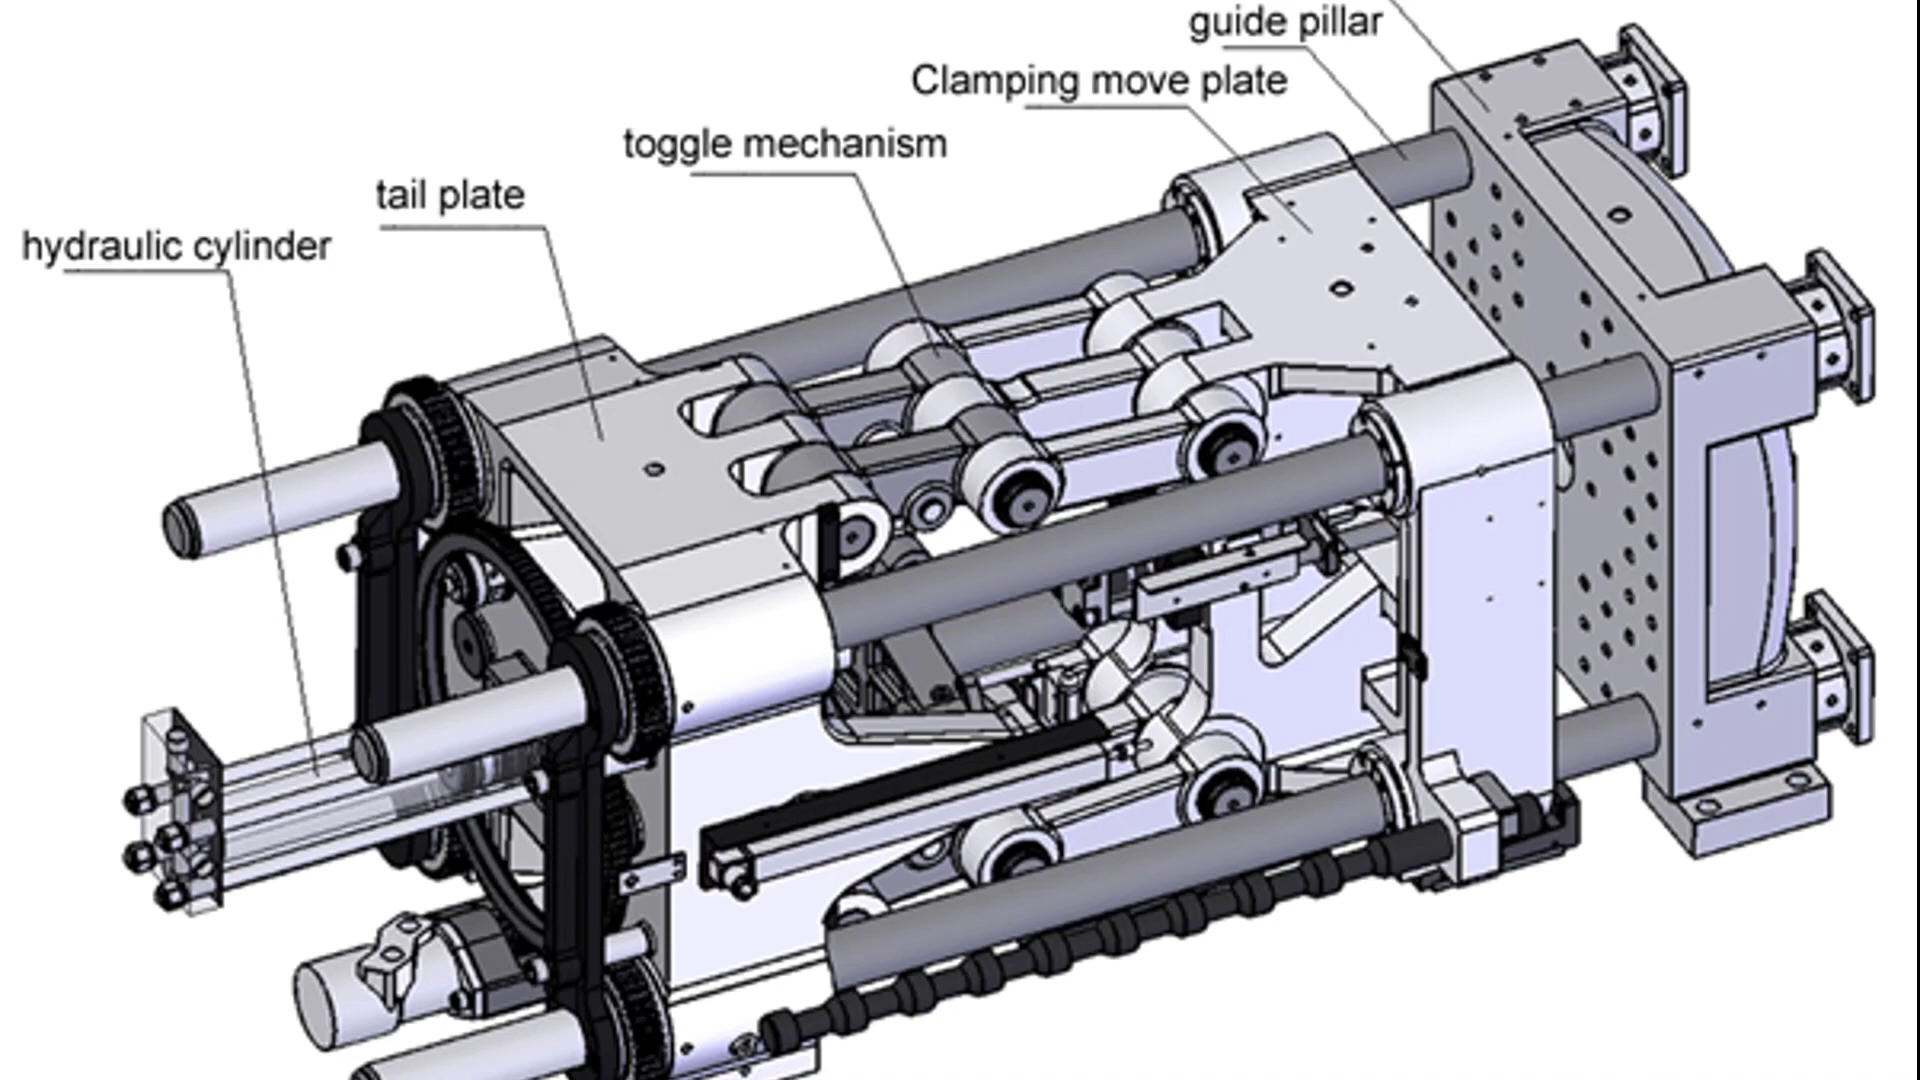 guide pillar
Clamping move plate
toggle mechanism
tail plate
hydraulic cylinder